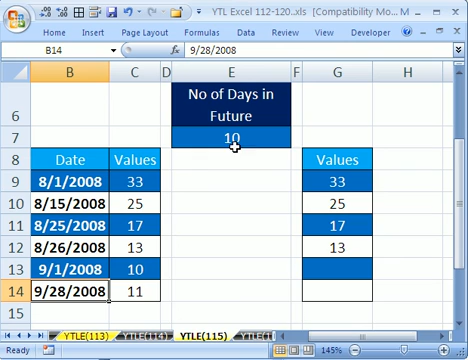 YTL Excel 112-120..xls [Compatibility Mo... M
Home Insert Page Layout Formulas Data Review View Developer
B14 fx 9/28/2008
B C D E F G H
6 No of Days in
Future
7 10
8 Date Values Values
9 8/1/2008 33 33
10 8/15/2008 25 25
11 8/25/2008 17 17
12 8/26/2008 13 13
13 9/1/2008 10
14 9/28/2008 11
15
YTLE(113) YTLE(114) YTLE(115)
Ready 145%